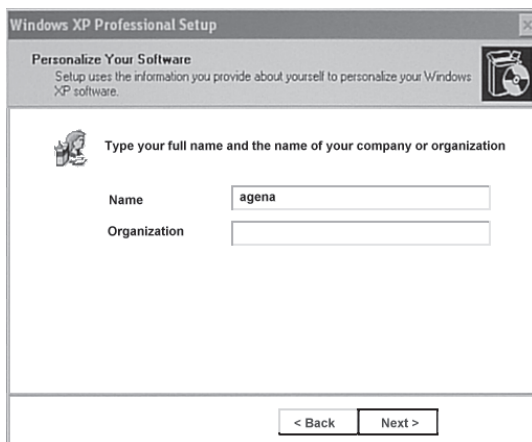 Windows XP Professional Setup
Personalize Your Software
Setup uses the information you provide about yourself to personalize your Windows
XP software.
Type your full name and the name of your company or organization
Name
agena
Organization
< Back
Next >